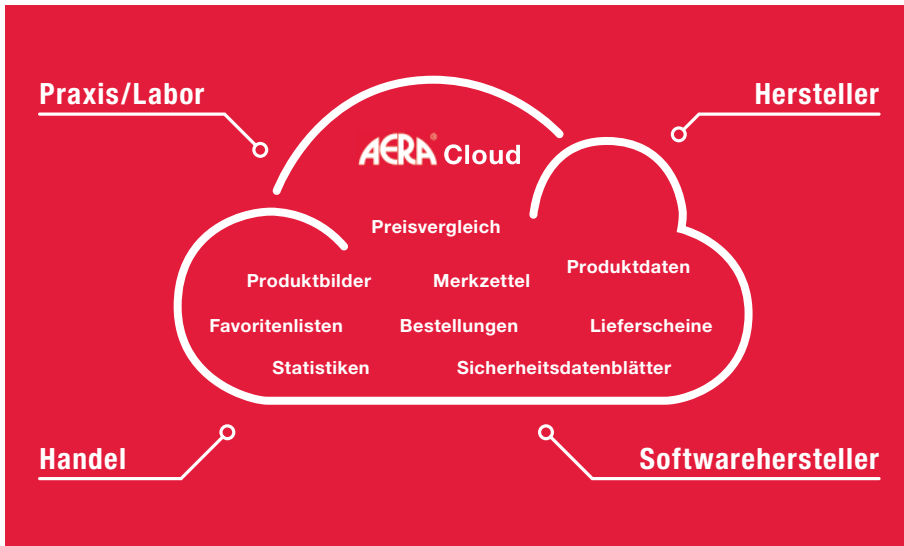 Praxis/Labor
Hersteller
AERA® Cloud
Preisvergleich
Produktbilder
Merkzettel
Produktdaten
Favoritenlisten
Bestellungen
Lieferscheine
Statistiken
Sicherheitsdatenblätter
Handel
Softwarehersteller